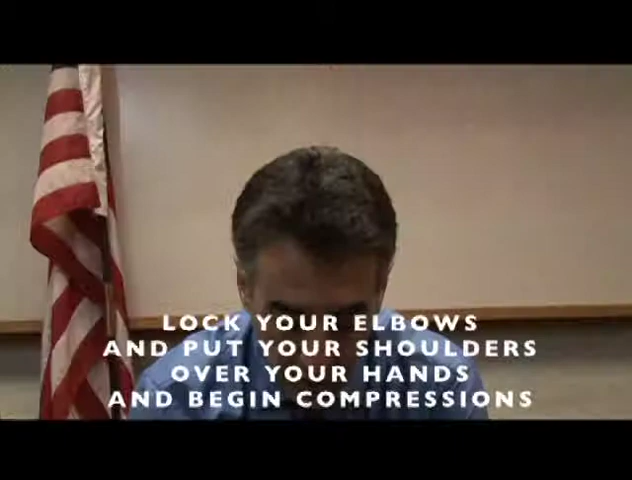 LOCK YOUR ELBOWS
AND PUT YOUR SHOULDERS
OVER YOUR HANDS
AND BEGIN COMPRESSIONS